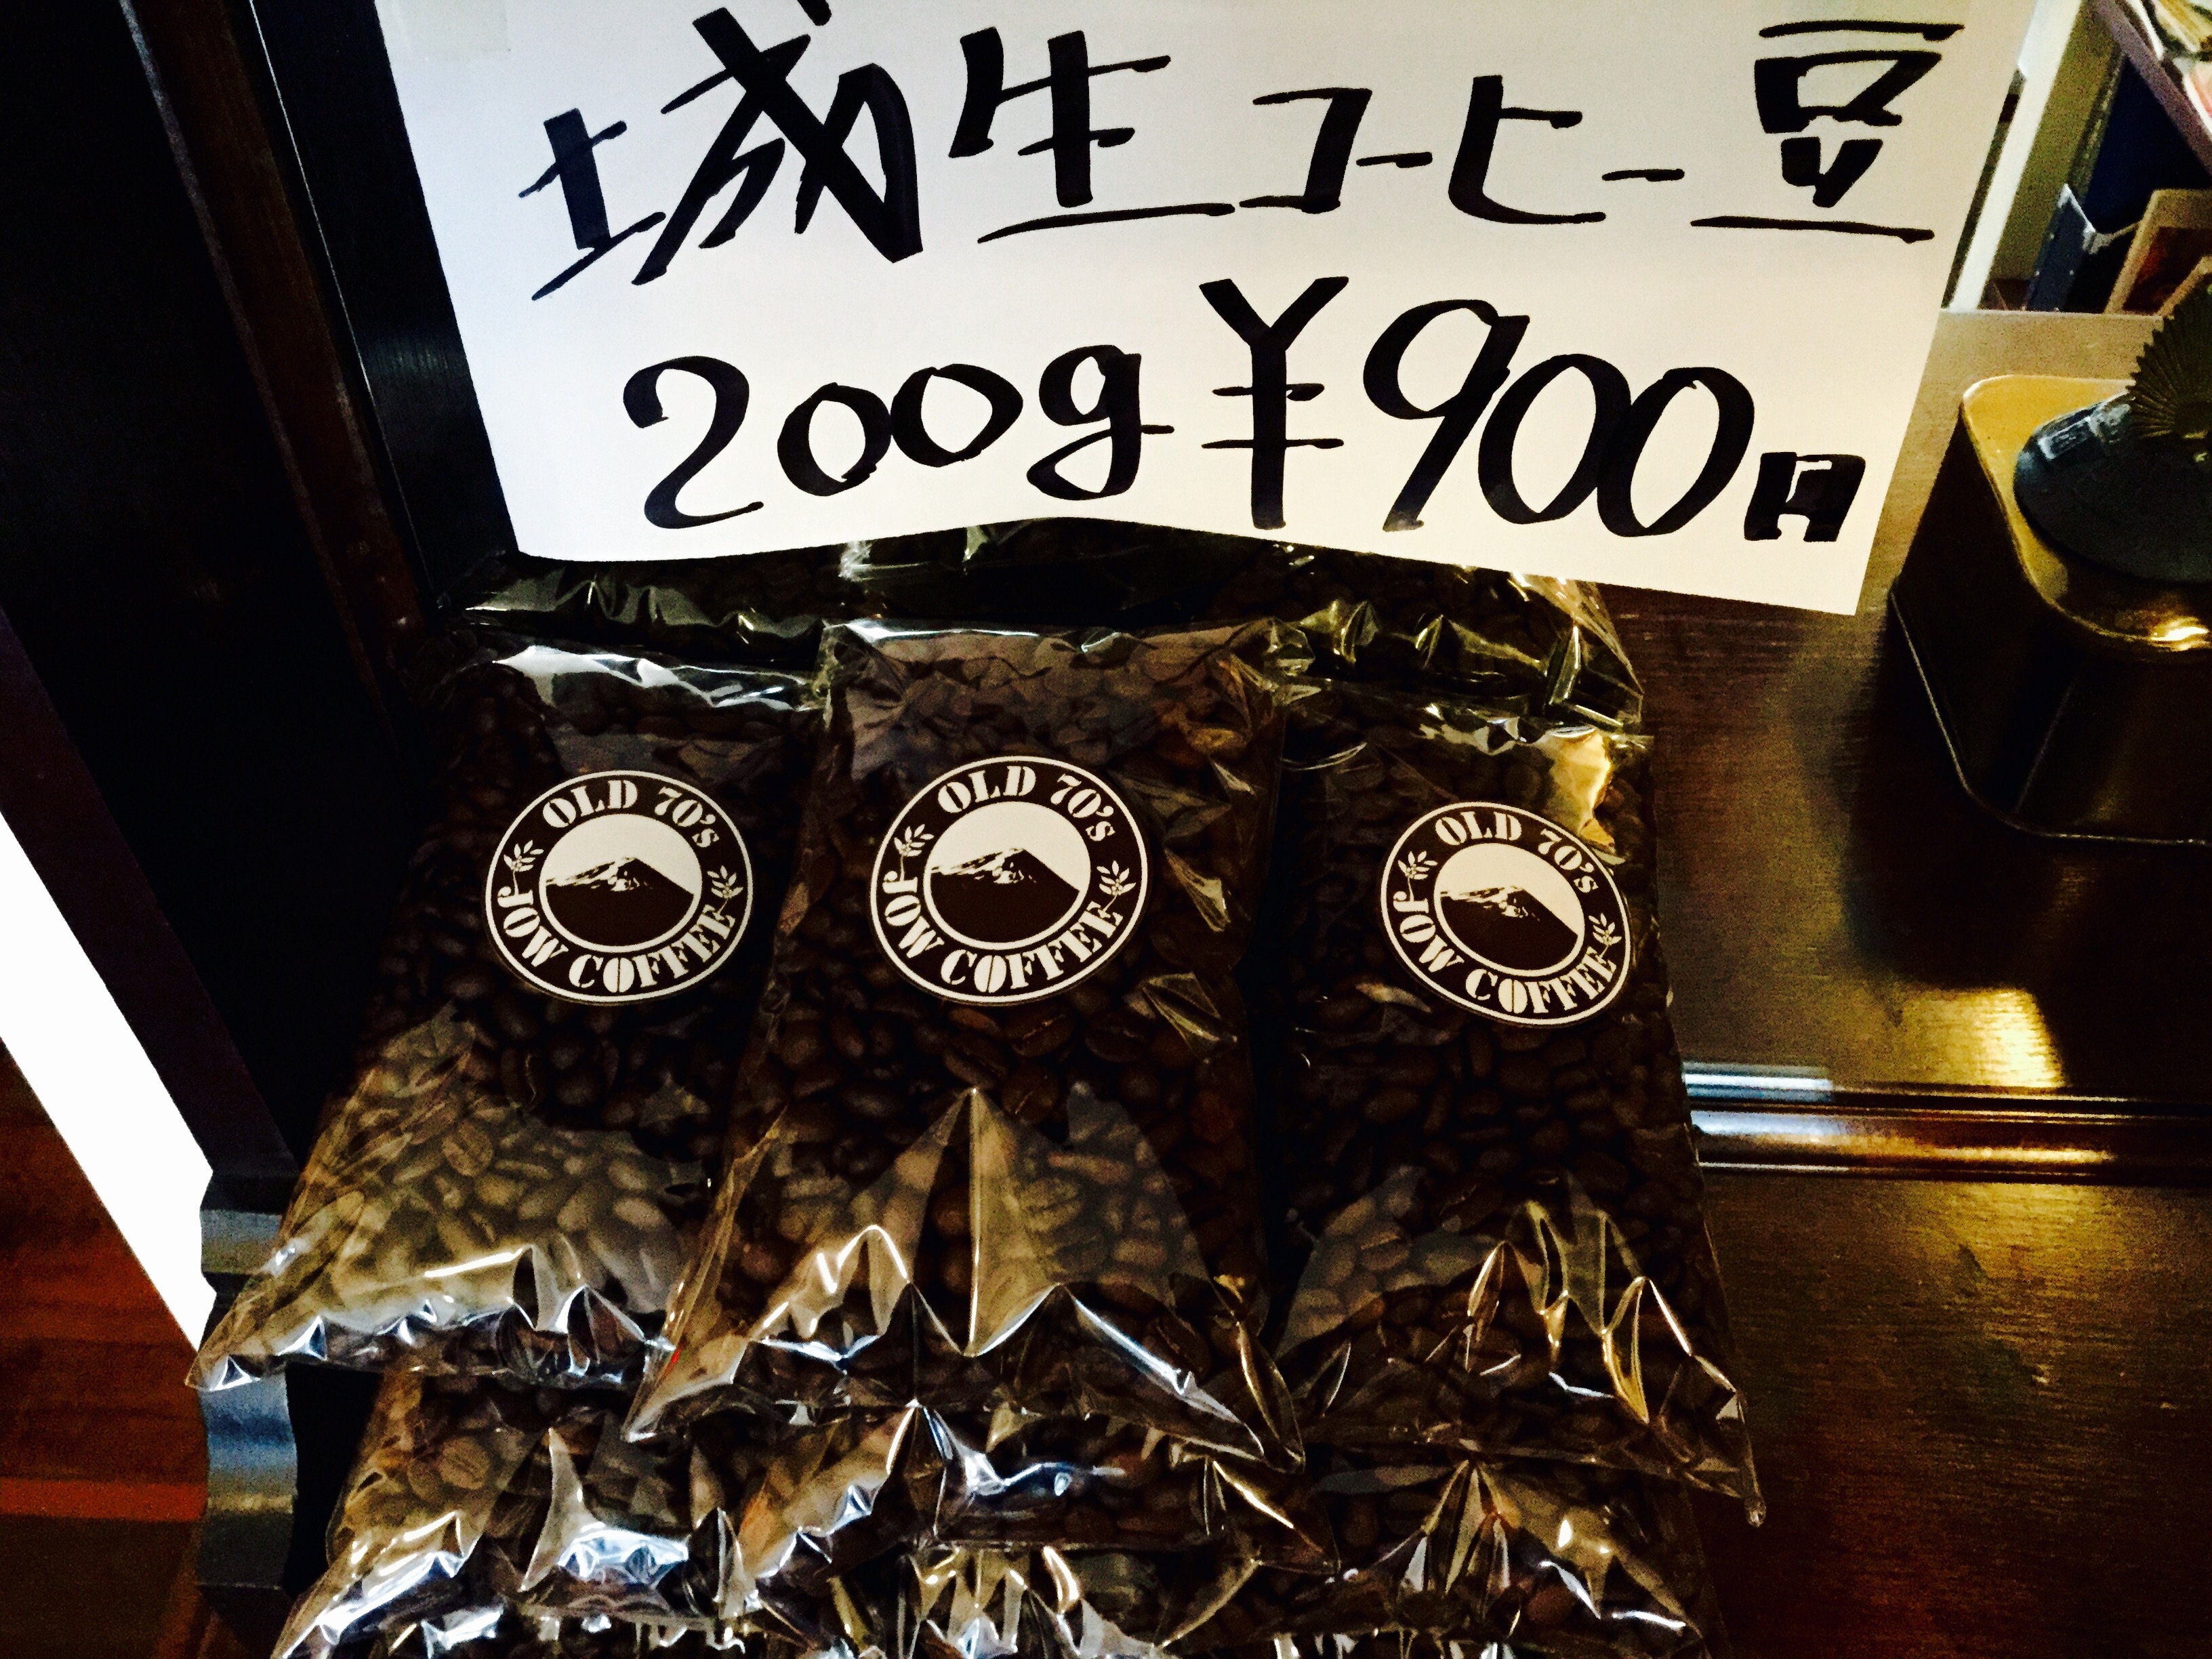 城生コーヒー豆
200g ¥900円
OLD 70's
JOW COFFEE
OLD 70's
JOW COFFEE
OLD 70's
JOW COFFEE